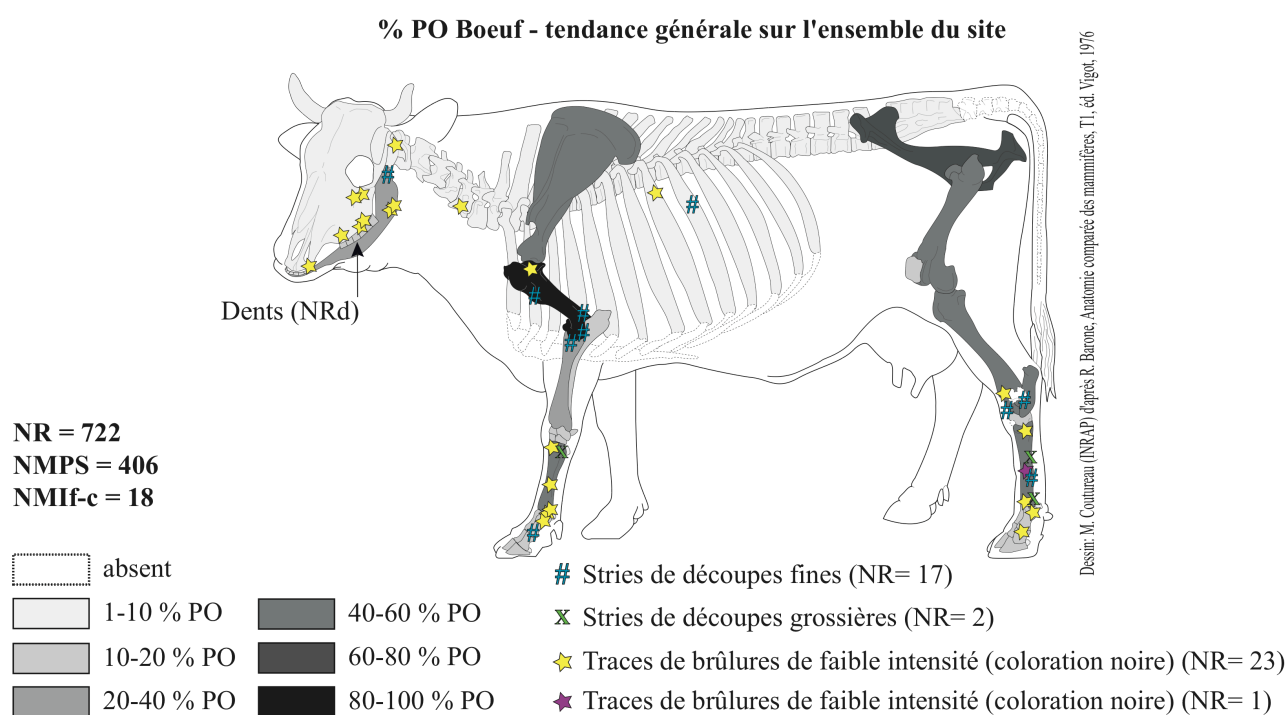 % PO Boeuf - tendance générale sur l'ensemble du site
Dessin: M. Coutureau (INRAP) d'après R. Barone, Anatomie comparée des mammifères, T1, éd. Vigot, 1976
Dents (NRd)
NR = 722
NMPS = 406
NMIf-c = 18
absent
1-10 % PO
10-20 % PO
20-40 % PO
40-60 % PO
60-80 % PO
80-100 % PO
# Stries de découpes fines (NR= 17)
X Stries de découpes grossières (NR= 2)
Traces de brûlures de faible intensité (coloration noire) (NR= 23)
Traces de brûlures de faible intensité (coloration noire) (NR= 1)